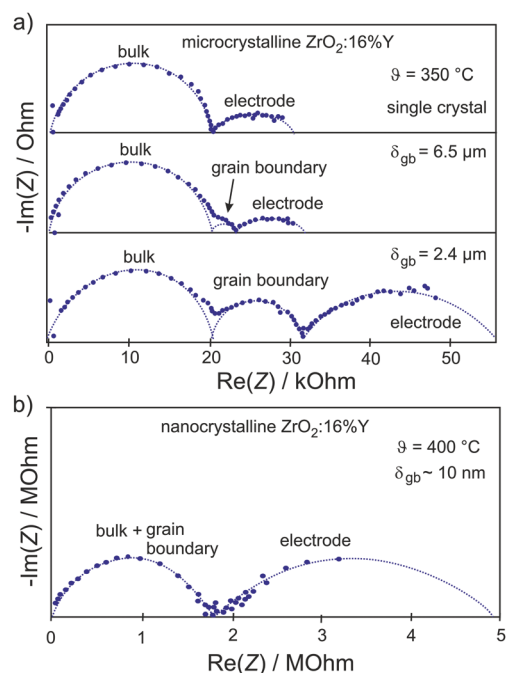 a)
microcrystalline ZrO₂:16%Y
bulk
ϑ = 350 °C
electrode
single crystal
bulk
δgb = 6.5 µm
grain boundary
electrode
δgb = 2.4 µm
bulk
grain boundary
electrode
-Im(Z) / Ohm
0 10 20 30 40 50
Re(Z) / kOhm
b)
nanocrystalline ZrO₂:16%Y
ϑ = 400 °C
δgb ~ 10 nm
bulk + grain
boundary
electrode
-Im(Z) / MOhm
0 1 2 3 4 5
Re(Z) / MOhm